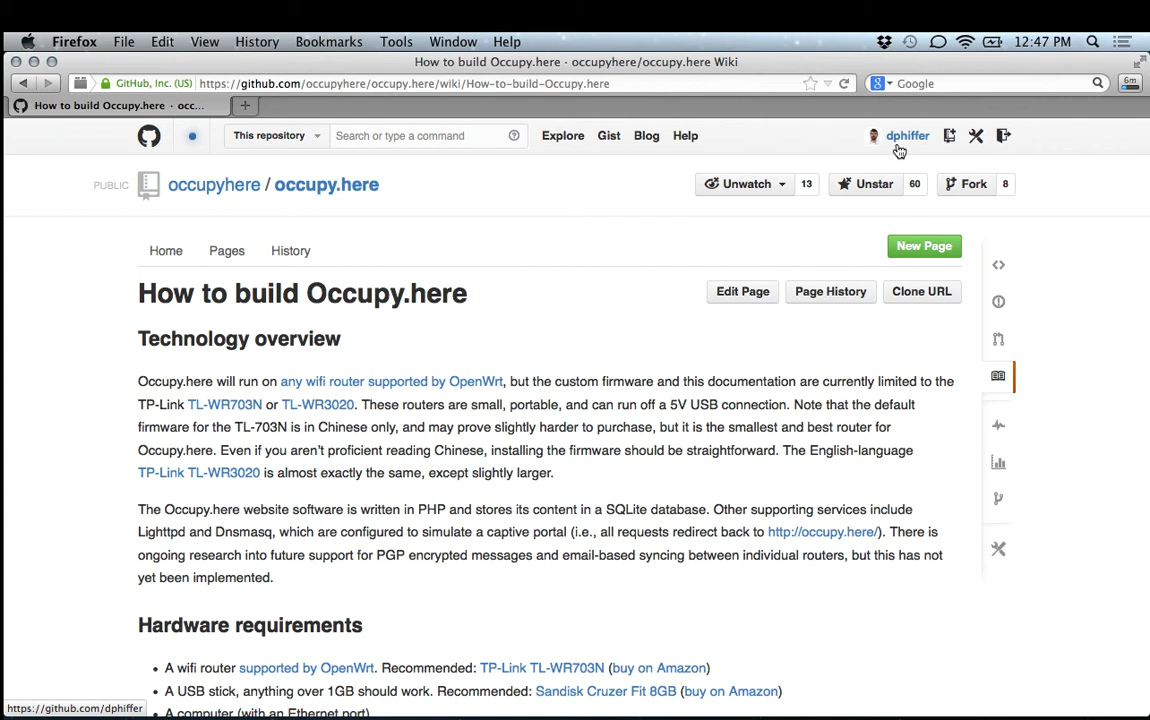 Firefox File Edit View History Bookmarks Tools Window Help 12:47 PM
How to build Occupy.here · occupyhere/occupy.here Wiki
GitHub, Inc. (US) https://github.com/occupyhere/occupy.here/wiki/How-to-build-Occupy.here Google 6m
How to build Occupy.here · occ...
This repository Search or type a command Explore Gist Blog Help dphiffer
PUBLIC occupyhere / occupy.here Unwatch 13 Unstar 60 Fork 8
Home Pages History New Page
How to build Occupy.here Edit Page Page History Clone URL
Technology overview
Occupy.here will run on any wifi router supported by OpenWrt, but the custom firmware and this documentation are currently limited to the
TP-Link TL-WR703N or TL-WR3020. These routers are small, portable, and can run off a 5V USB connection. Note that the default
firmware for the TL-703N is in Chinese only, and may prove slightly harder to purchase, but it is the smallest and best router for
Occupy.here. Even if you aren't proficient reading Chinese, installing the firmware should be straightforward. The English-language
TP-Link TL-WR3020 is almost exactly the same, except slightly larger.
The Occupy.here website software is written in PHP and stores its content in a SQLite database. Other supporting services include
Lighttpd and Dnsmasq, which are configured to simulate a captive portal (i.e., all requests redirect back to http://occupy.here/). There is
ongoing research into future support for PGP encrypted messages and email-based syncing between individual routers, but this has not
yet been implemented.
Hardware requirements
• A wifi router supported by OpenWrt. Recommended: TP-Link TL-WR703N (buy on Amazon)
• A USB stick, anything over 1GB should work. Recommended: Sandisk Cruzer Fit 8GB (buy on Amazon)
• A computer (with an Ethernet port)
https://github.com/dphiffer